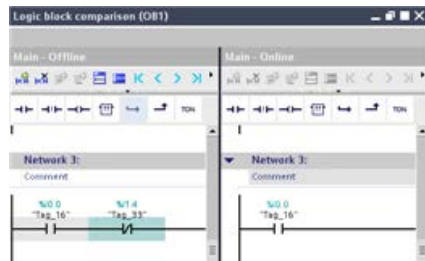 Logic block comparison (OB1)
Main - Offline
Main - Online
TON
TON
Network 3:
Comment
Network 3:
Comment
%I0.0
"Tag_16"
%I1.4
"Tag_33"
%I0.0
"Tag_16"